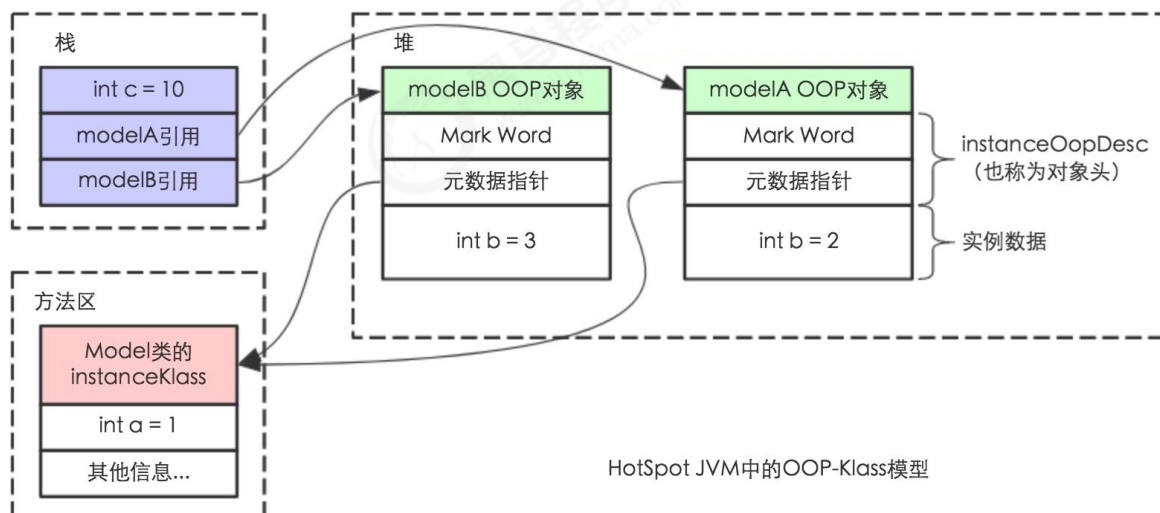 栈
int c = 10
modelA引用
modelB引用
堆
modelB OOP对象
Mark Word
元数据指针
int b = 3
modelA OOP对象
Mark Word
元数据指针
int b = 2
instanceOopDesc
（也称为对象头）
实例数据
方法区
Model类的
instanceKlass
int a = 1
其他信息...
HotSpot JVM中的OOP-Klass模型